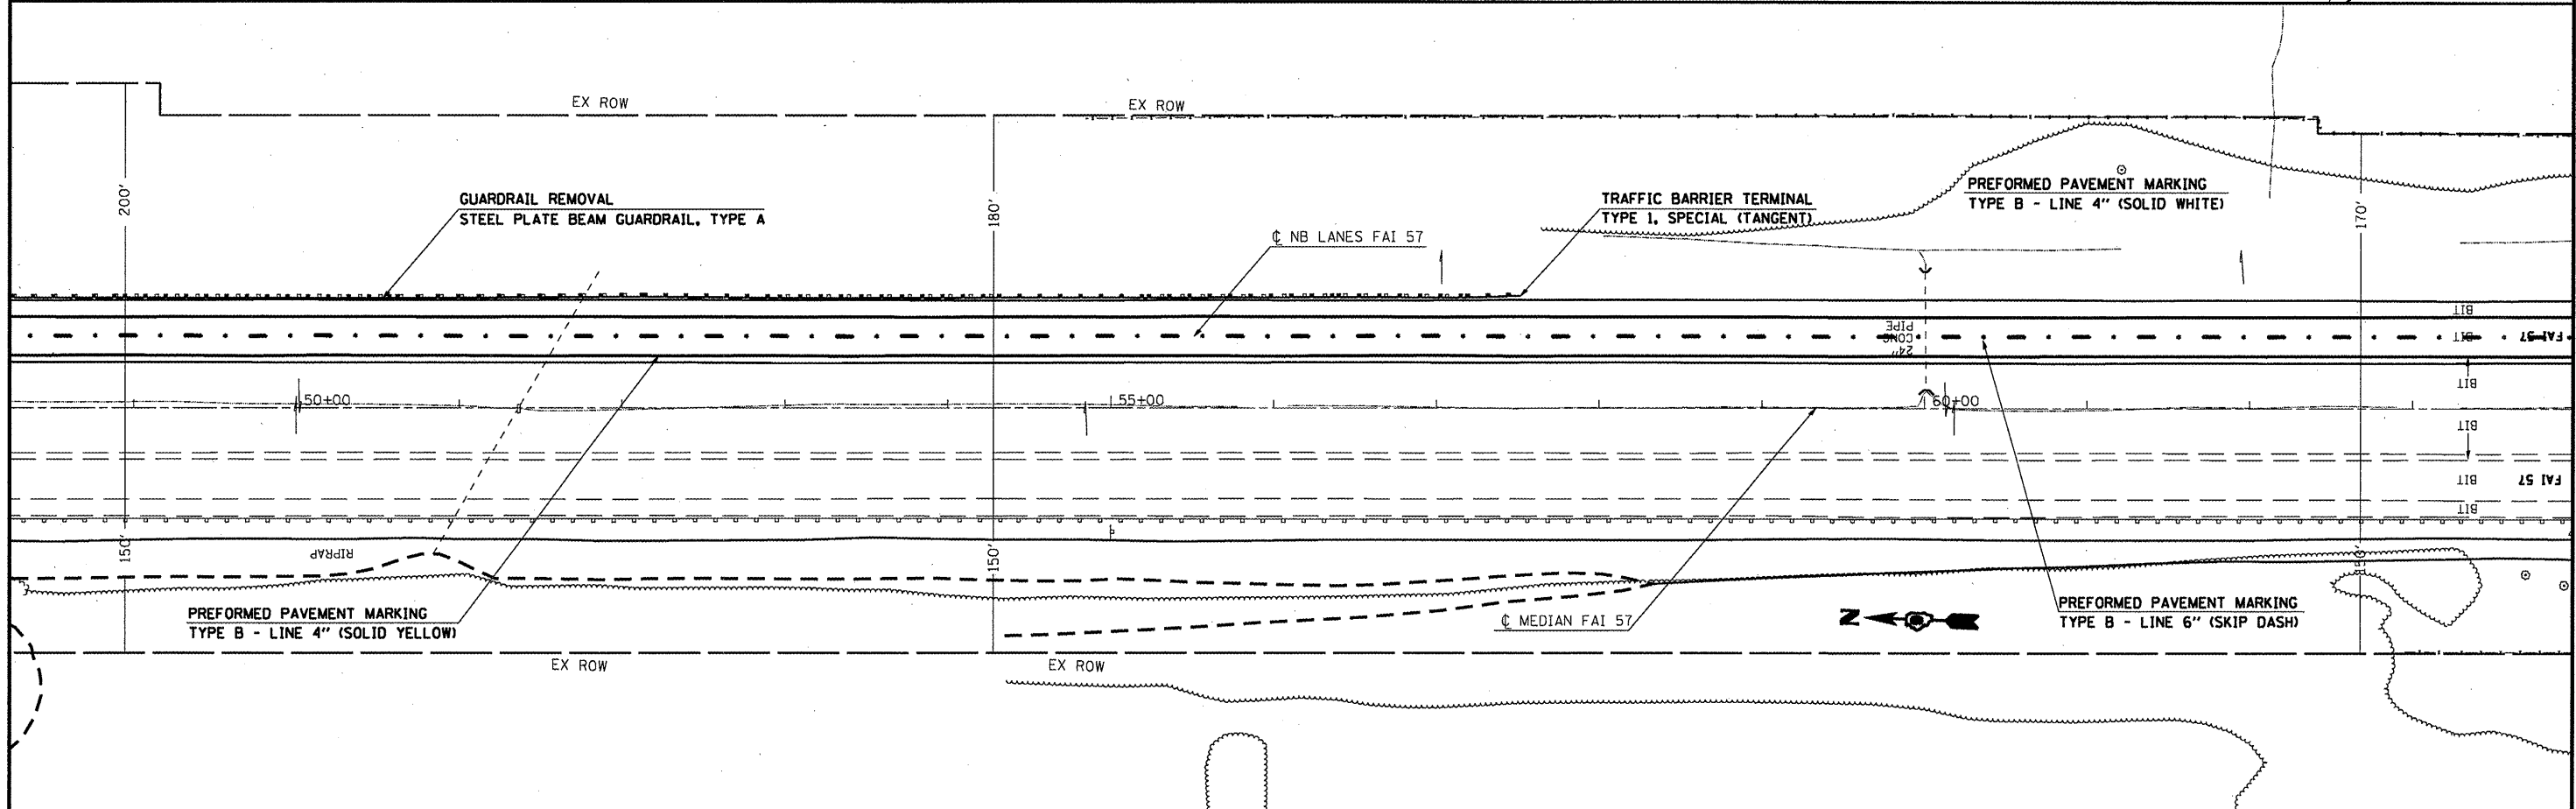 EX ROW
EX ROW
200'
180'
170'
GUARDRAIL REMOVAL
STEEL PLATE BEAM GUARDRAIL, TYPE A
TRAFFIC BARRIER TERMINAL
TYPE 1, SPECIAL (TANGENT)
PREFORMED PAVEMENT MARKING
TYPE B - LINE 4" (SOLID WHITE)
℄ NB LANES FAI 57
BIT
24"
CONC
PIPE
BIT
FAI 57
BIT
50+00
55+00
60+00
BIT
BIT
FAI 57
BIT
150'
RIPRAP
150'
150'
PREFORMED PAVEMENT MARKING
TYPE B - LINE 4" (SOLID YELLOW)
℄ MEDIAN FAI 57
Z
PREFORMED PAVEMENT MARKING
TYPE B - LINE 6" (SKIP DASH)
EX ROW
EX ROW